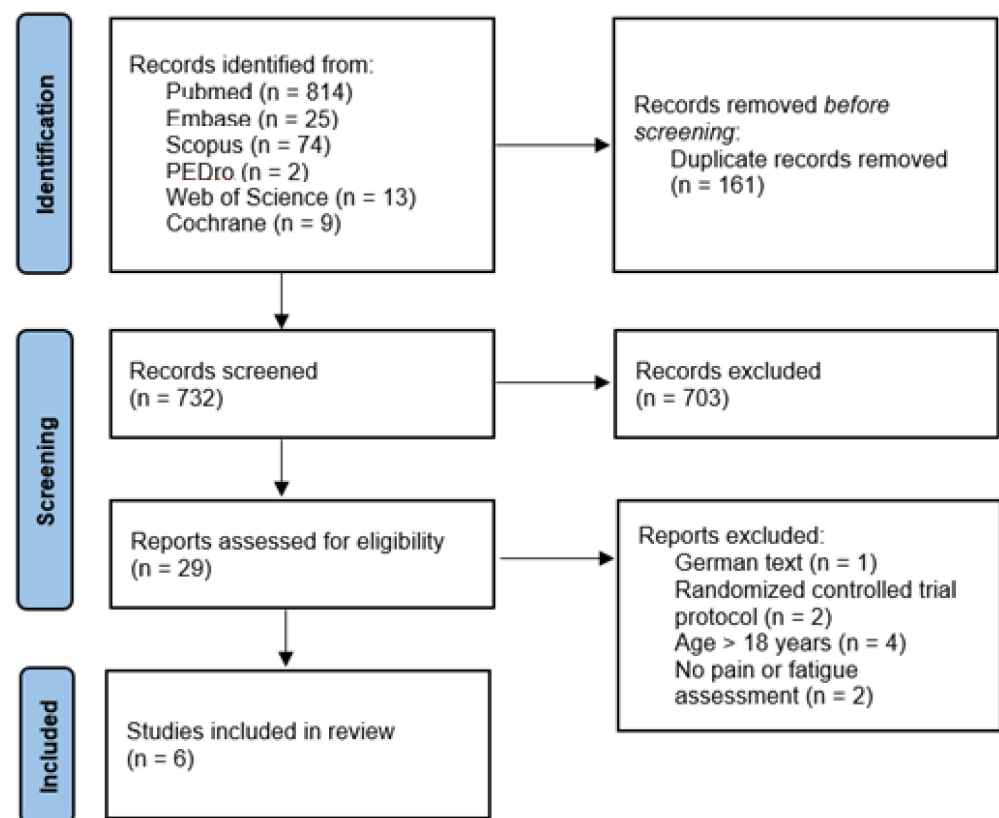 Identification
Records identified from:
Pubmed (n = 814)
Embase (n = 25)
Scopus (n = 74)
PEDro (n = 2)
Web of Science (n = 13)
Cochrane (n = 9)
Records removed before
screening:
Duplicate records removed
(n = 161)
Screening
Records screened
(n = 732)
Records excluded
(n = 703)
Reports assessed for eligibility
(n = 29)
Reports excluded:
German text (n = 1)
Randomized controlled trial
protocol (n = 2)
Age > 18 years (n = 4)
No pain or fatigue
assessment (n = 2)
Included
Studies included in review
(n = 6)